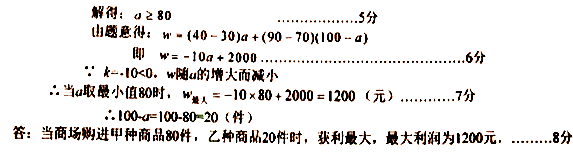 解得：a≥80 …………………5分
由题意得：w=(40-30)a+(90-70)(100-a)
即 w=-10a+2000……………………………………6分
∵ k=-10<0，w随a的增大而减小
∴当a取最小值80时，w最大=-10×80+2000=1200（元）…………7分
∴100-a=100-80=20（件）
答：当商场购进甲种商品80件，乙种商品20件时，获利最大，最大利润为1200元．………8分